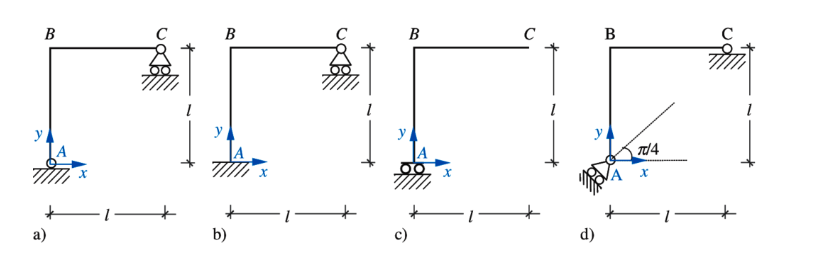 B C B C B C B C
l l l l
y y y y π/4
A A A A
x x x x
l l l l
a) b) c) d)